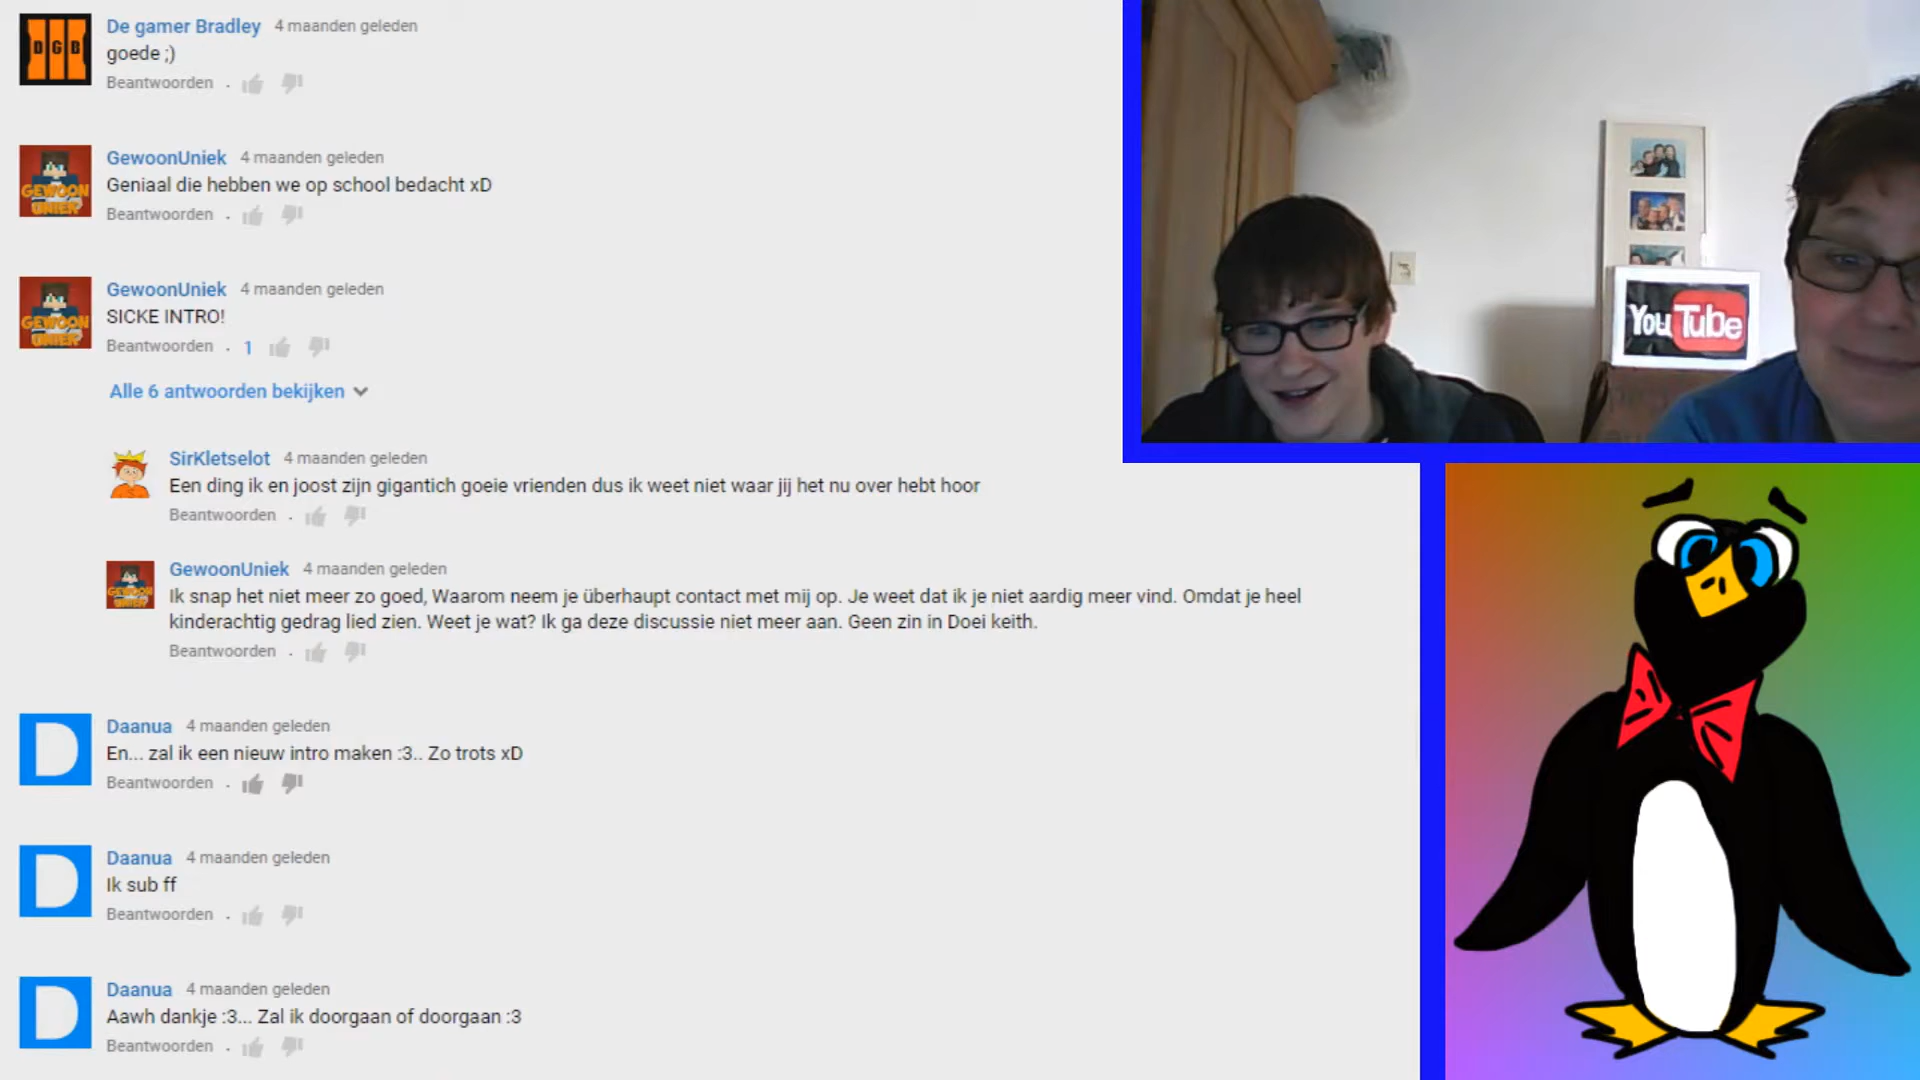 DGB
De gamer Bradley 4 maanden geleden
goede ;)
Beantwoorden
GEWOON
UNIEK
GewoonUniek 4 maanden geleden
Geniaal die hebben we op school bedacht xD
Beantwoorden
GEWOON
UNIEK
GewoonUniek 4 maanden geleden
SICKE INTRO!
Beantwoorden · 1
Alle 6 antwoorden bekijken
SirKletselot 4 maanden geleden
Een ding ik en joost zijn gigantich goeie vrienden dus ik weet niet waar jij het nu over hebt hoor
Beantwoorden
GEWOON
UNIEK
GewoonUniek 4 maanden geleden
Ik snap het niet meer zo goed, Waarom neem je überhaupt contact met mij op. Je weet dat ik je niet aardig meer vind. Omdat je heel
kinderachtig gedrag lied zien. Weet je wat? Ik ga deze discussie niet meer aan. Geen zin in Doei keith.
Beantwoorden
D
Daanua 4 maanden geleden
En... zal ik een nieuw intro maken :3.. Zo trots xD
Beantwoorden
D
Daanua 4 maanden geleden
Ik sub ff
Beantwoorden
D
Daanua 4 maanden geleden
Aawh dankje :3... Zal ik doorgaan of doorgaan :3
Beantwoorden
YouTube